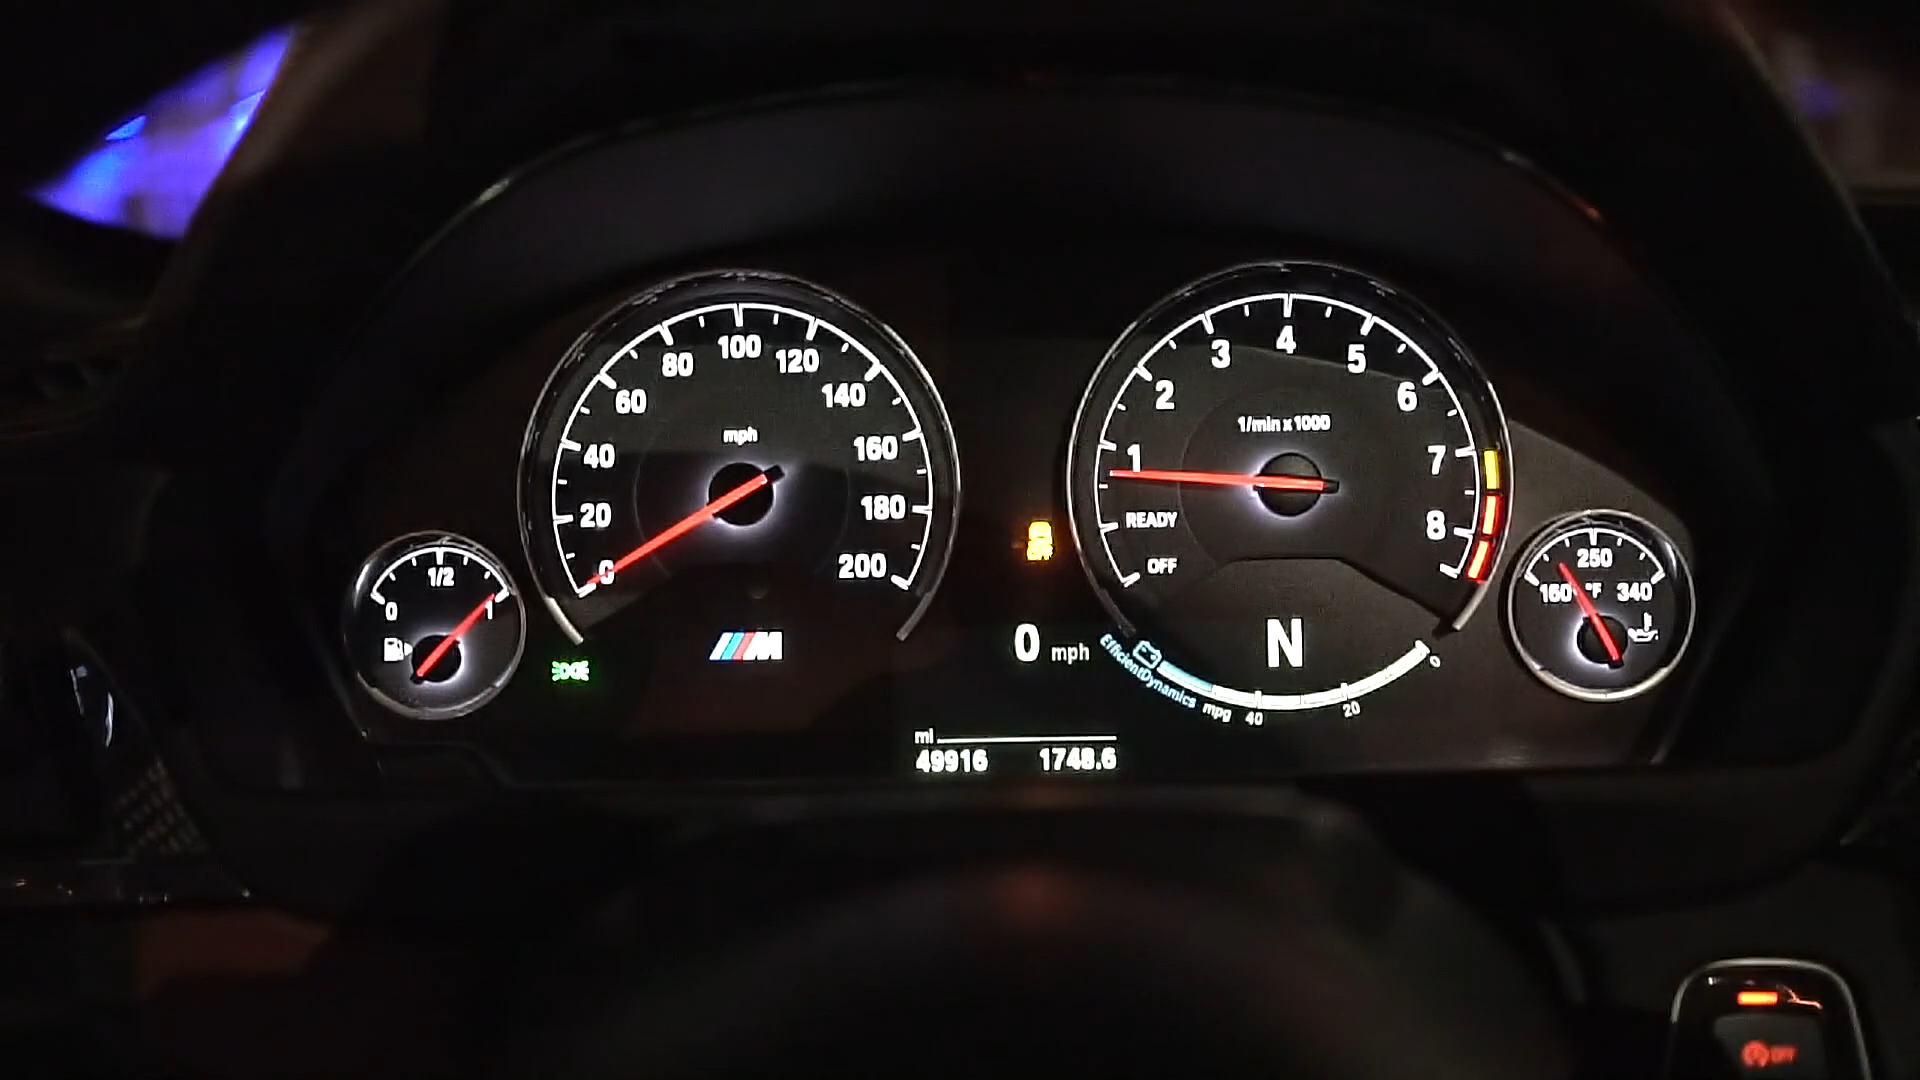 0
1/2
1
0
20
40
60
80
100
120
140
160
180
200
mph
M
OFF
READY
1
2
3
4
5
6
7
8
1/min x 1000
160
250
340
°F
0 mph
N
EfficientDynamics
mpg
40
20
0
mi
49916 1748.6
OFF